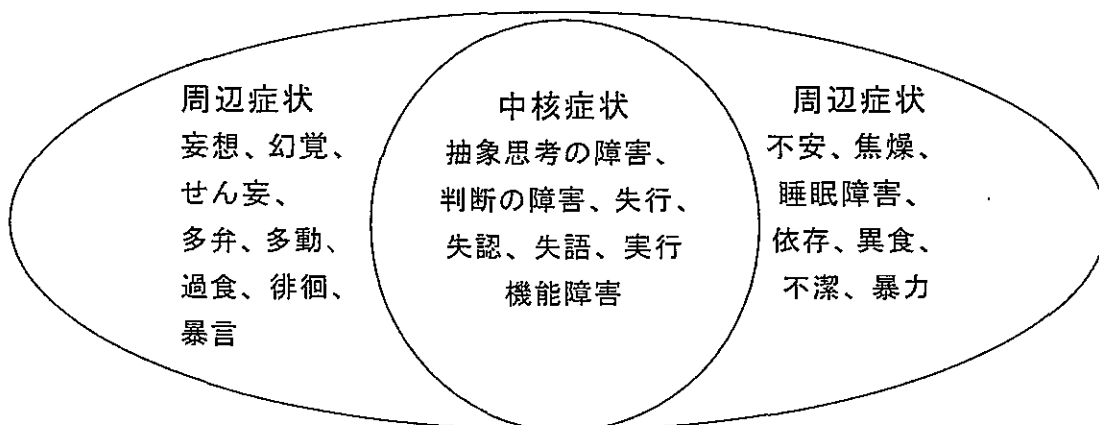 周辺症状
妄想、幻覚、
せん妄、
多弁、多動、
過食、徘徊、
暴言
中核症状
抽象思考の障害、
判断の障害、失行、
失認、失語、実行
機能障害
周辺症状
不安、焦燥、
睡眠障害、
依存、異食、
不潔、暴力